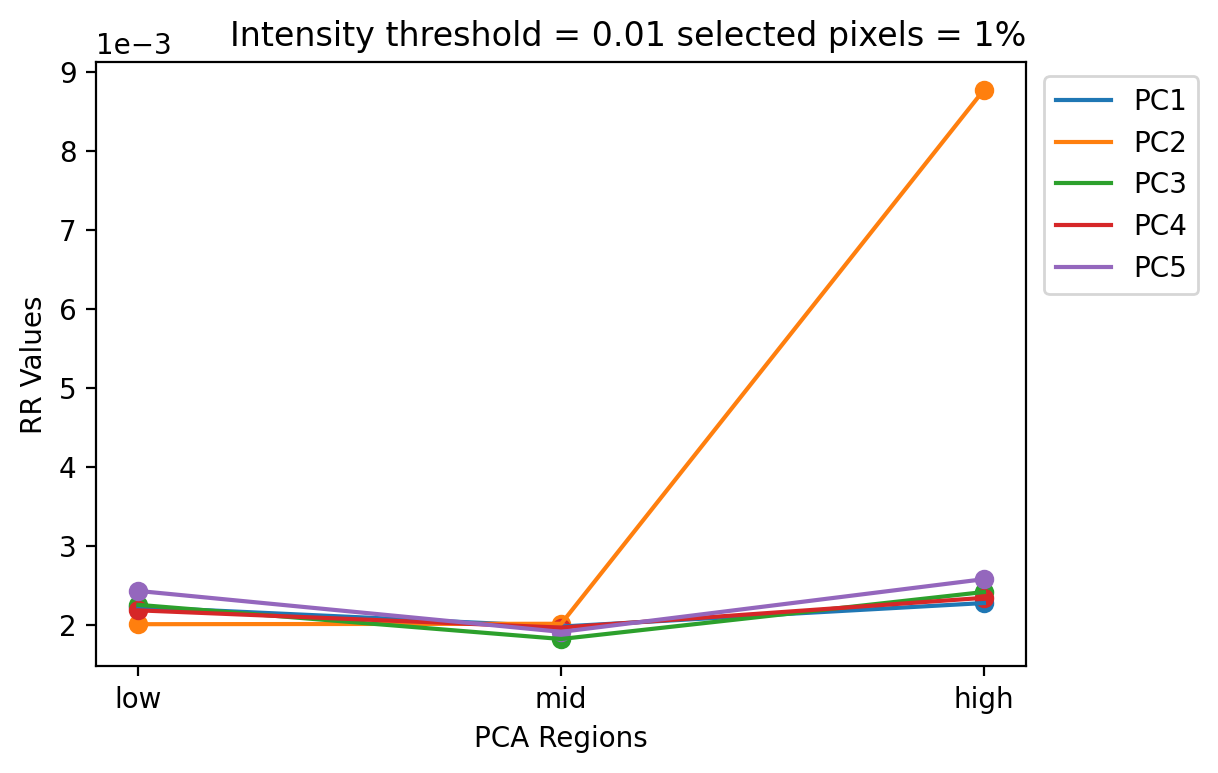 Intensity threshold = 0.01 selected pixels = 1%
1e−3
9
8
7
6
5
4
3
2
RR Values
low mid high
PCA Regions
PC1
PC2
PC3
PC4
PC5